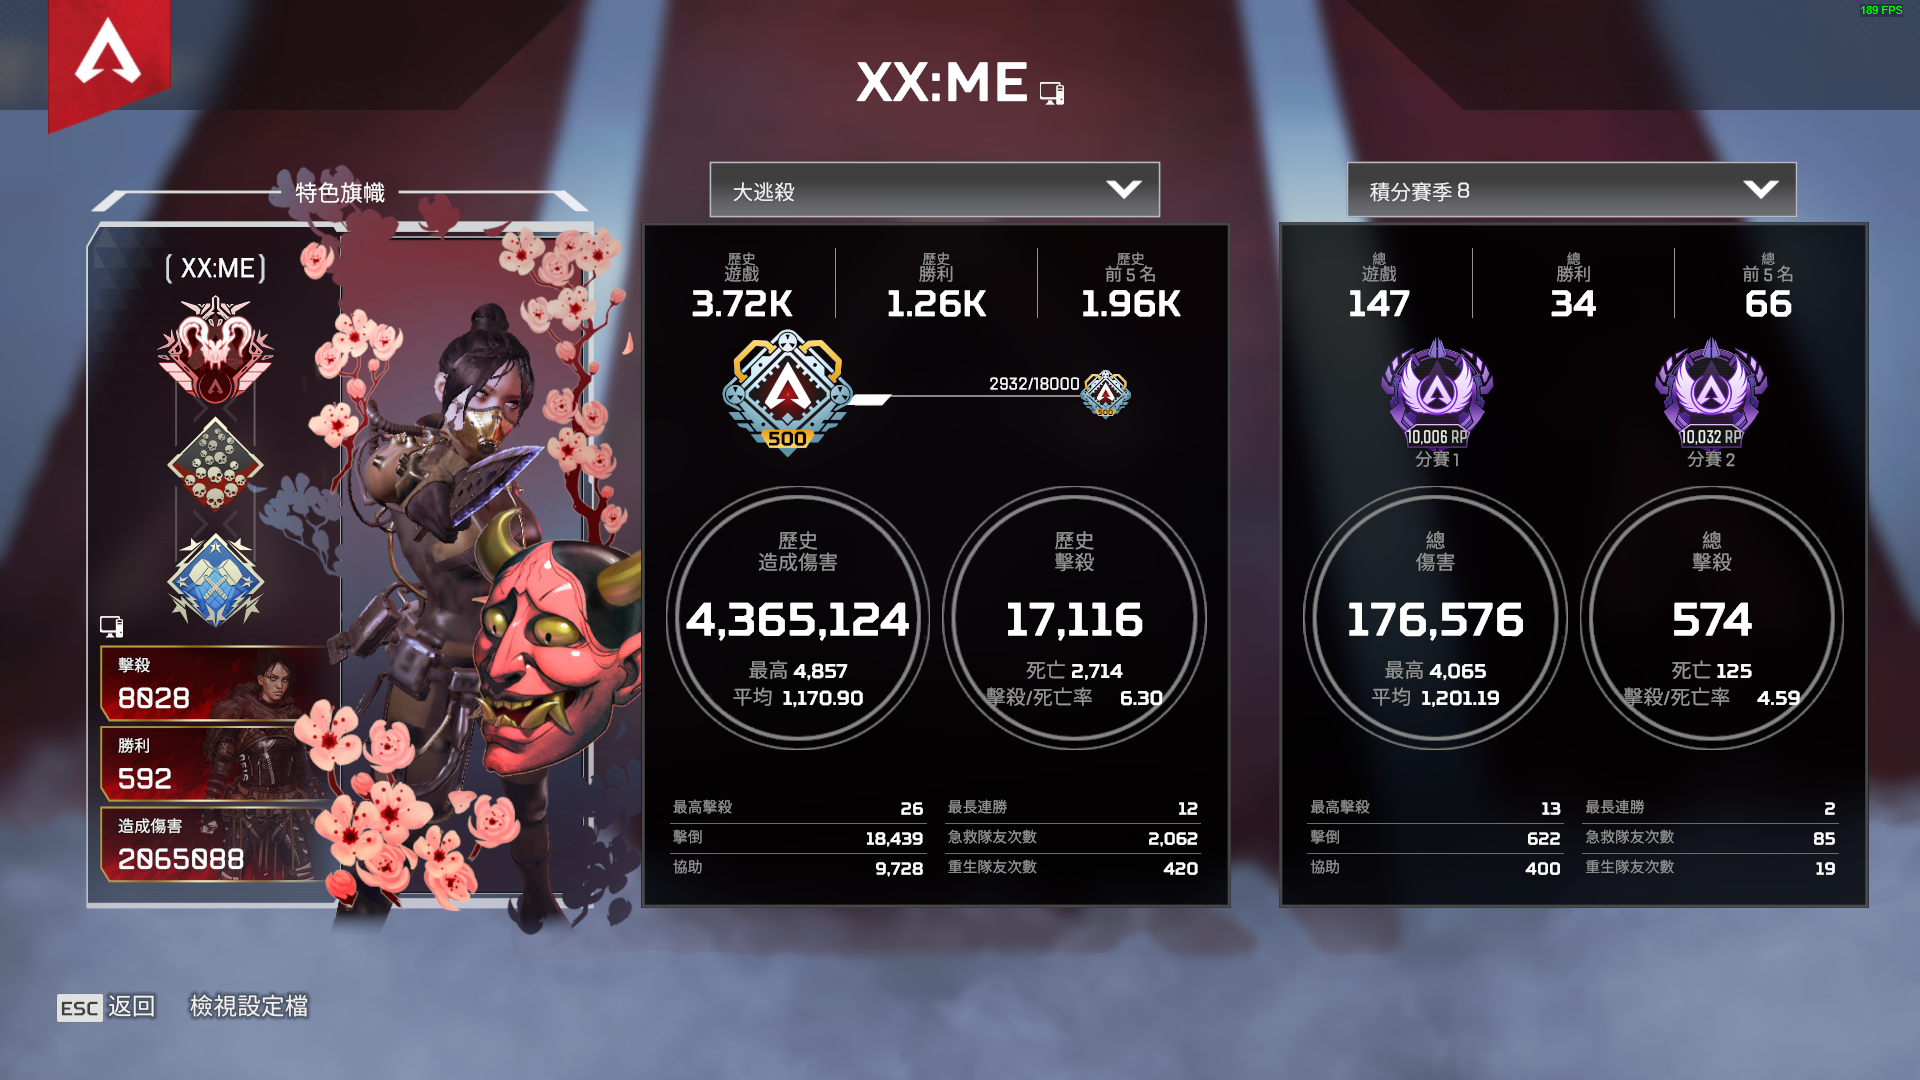 189 FPS
XX:ME
特色旗幟
( XX:ME )
擊殺
8028
勝利
592
造成傷害
2065088
大逃殺
歷史
遊戲
3.72K
歷史
勝利
1.26K
歷史
前 5 名
1.96K
500
2932/18000
500
歷史
造成傷害
4,365,124
最高 4,857
平均 1,170.90
歷史
擊殺
17,116
死亡 2,714
擊殺/死亡率 6.30
最高擊殺 26
擊倒 18,439
協助 9,728
最長連勝 12
急救隊友次數 2,062
重生隊友次數 420
積分賽季 8
總
遊戲
147
總
勝利
34
總
前 5 名
66
10,006 RP
分賽 1
10,032 RP
分賽 2
總
傷害
176,576
最高 4,065
平均 1,201.19
總
擊殺
574
死亡 125
擊殺/死亡率 4.59
最高擊殺 13
擊倒 622
協助 400
最長連勝 2
急救隊友次數 85
重生隊友次數 19
ESC 返回 檢視設定檔